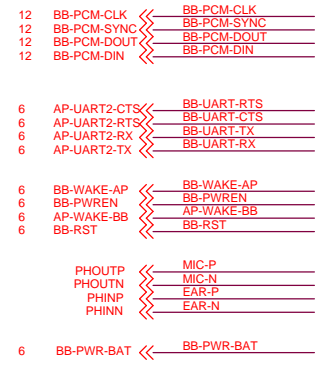 12 BB-PCM-CLK BB-PCM-CLK
12 BB-PCM-SYNC BB-PCM-SYNC
12 BB-PCM-DOUT BB-PCM-DOUT
12 BB-PCM-DIN BB-PCM-DIN
6 AP-UART2-CTS BB-UART-RTS
6 AP-UART2-RTS BB-UART-CTS
6 AP-UART2-RX BB-UART-TX
6 AP-UART2-TX BB-UART-RX
6 BB-WAKE-AP BB-WAKE-AP
6 BB-PWREN BB-PWREN
6 AP-WAKE-BB AP-WAKE-BB
6 BB-RST BB-RST
PHOUTP MIC-P
PHOUTN MIC-N
PHINP EAR-P
PHINN EAR-N
6 BB-PWR-BAT BB-PWR-BAT